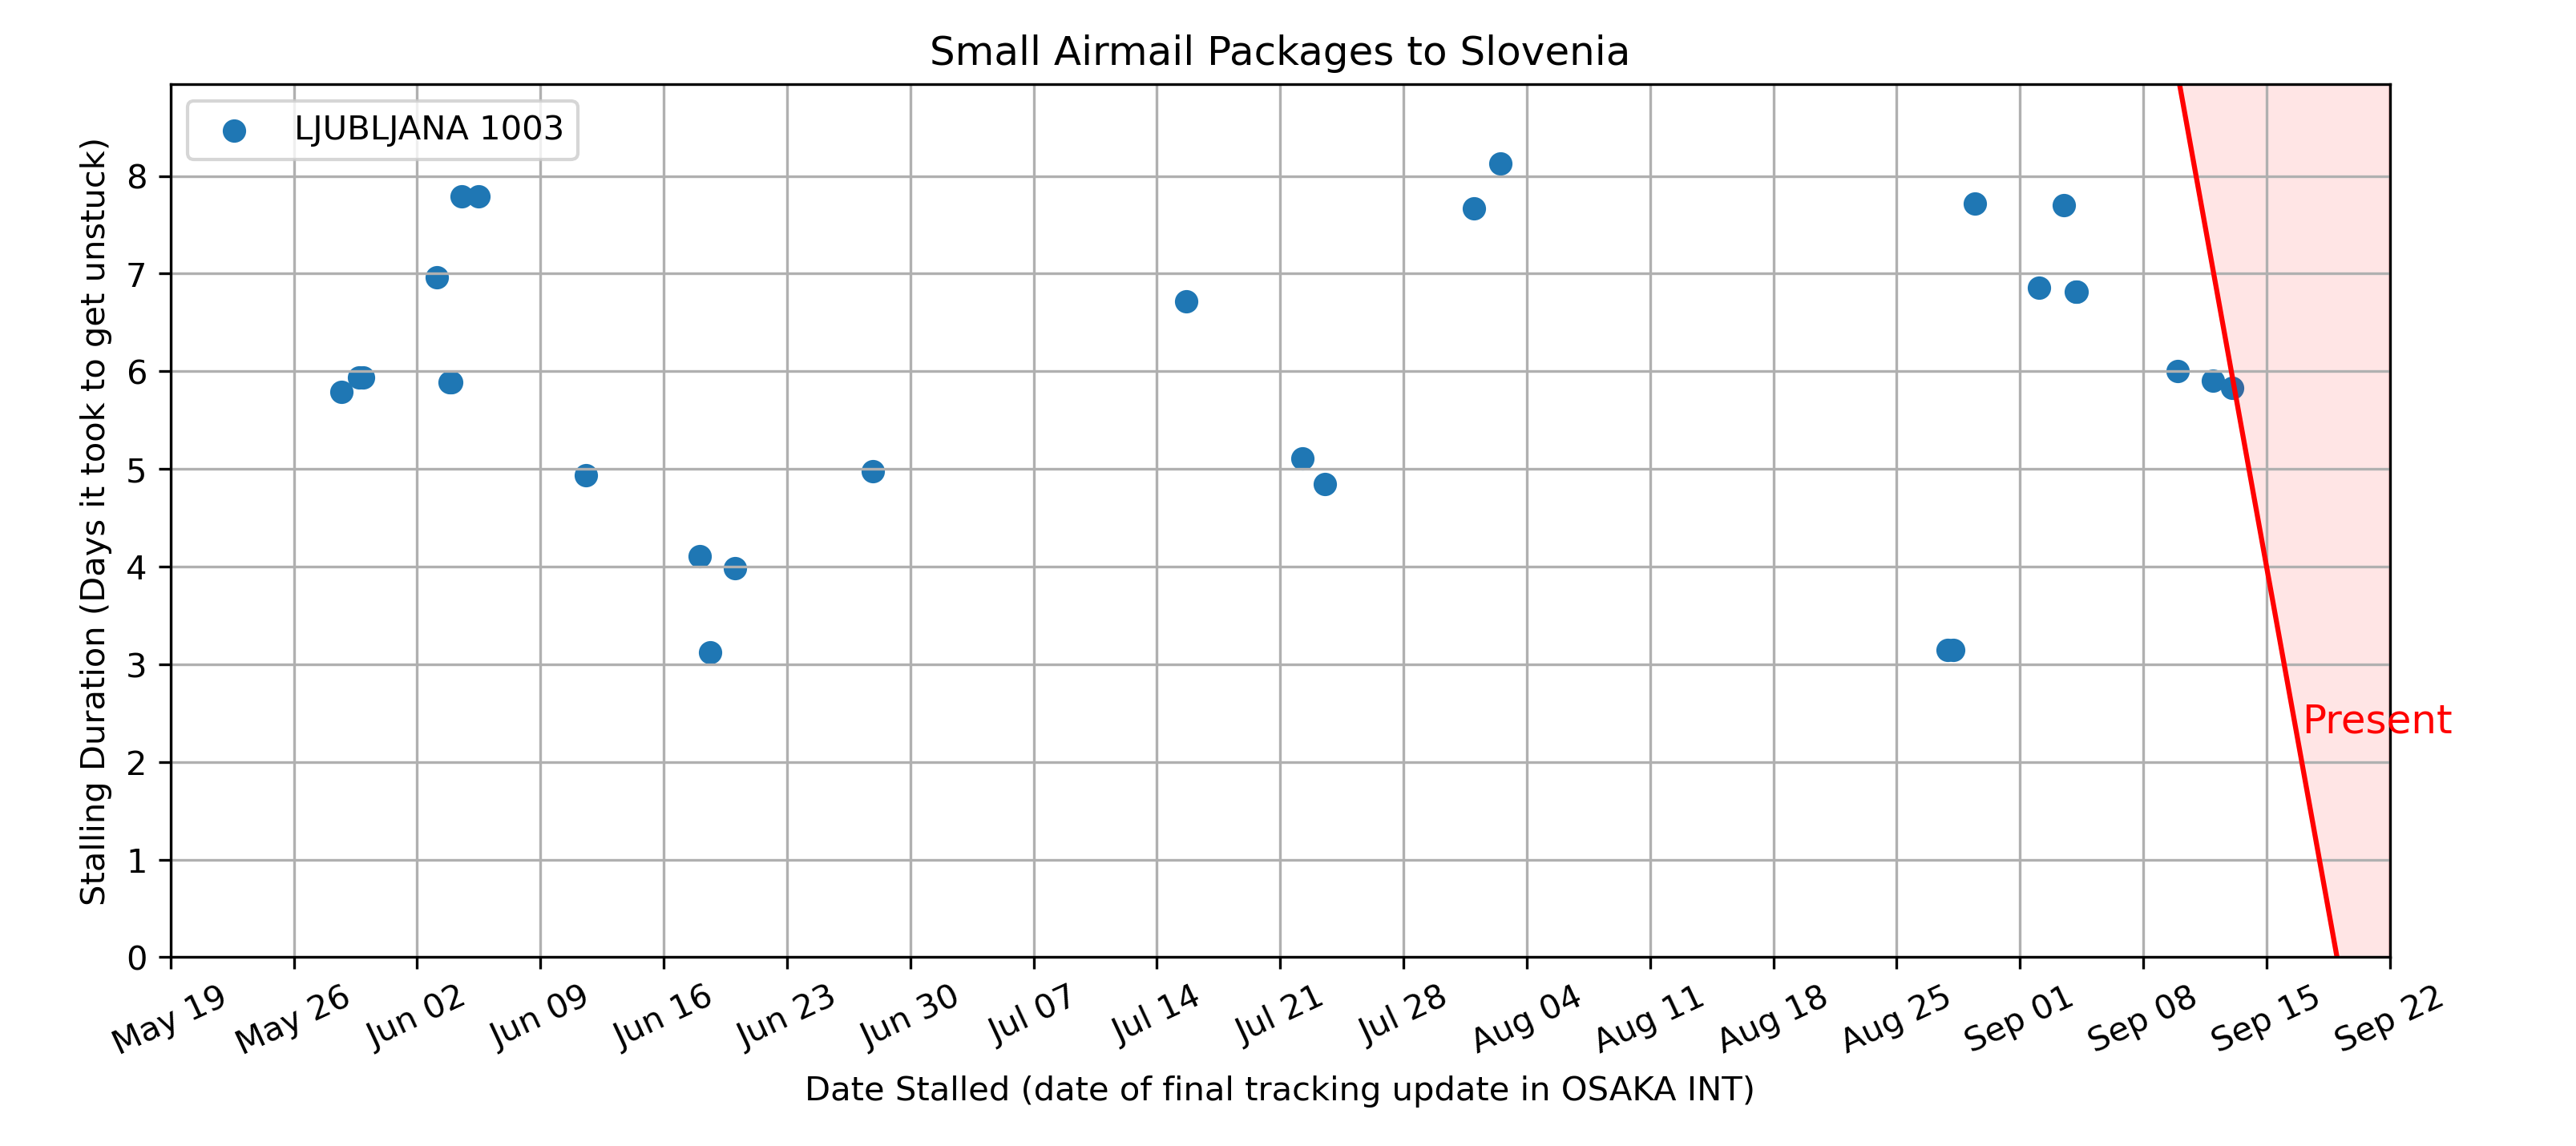 Small Airmail Packages to Slovenia
LJUBLJANA 1003
Stalling Duration (Days it took to get unstuck)
8
7
6
5
4
3
2
1
0
Present
May 19
May 26
Jun 02
Jun 09
Jun 16
Jun 23
Jun 30
Jul 07
Jul 14
Jul 21
Jul 28
Aug 04
Aug 11
Aug 18
Aug 25
Sep 01
Sep 08
Sep 15
Sep 22
Date Stalled (date of final tracking update in OSAKA INT)